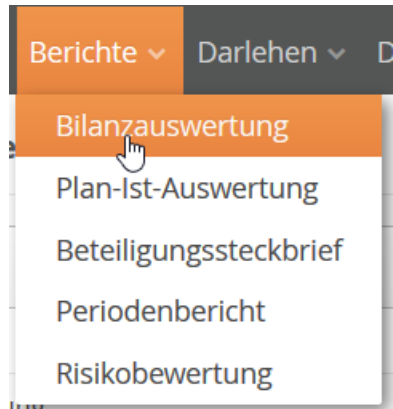 Berichte Darlehen D
Bilanzauswertung
Plan-Ist-Auswertung
Beteiligungssteckbrief
Periodenbericht
Risikobewertung